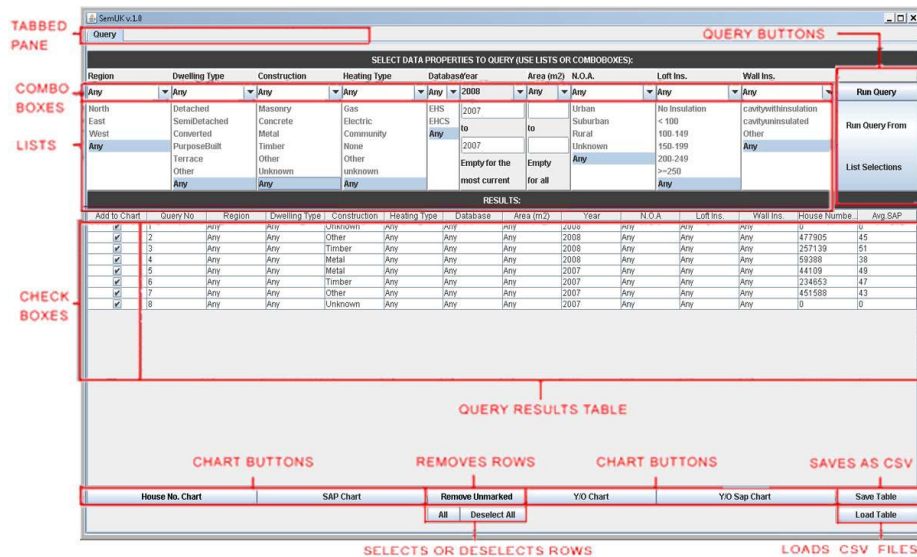 SemUK v.1.0
TABBED PANE
Query
QUERY BUTTONS
SELECT DATA PROPERTIES TO QUERY (USE LISTS OR COMBOBOXES):
Region Dwelling Type Construction Heating Type Database Year Area (m2) N.O.A. Loft Ins. Wall Ins.
COMBO BOXES
Any Any Any Any Any 2008 Any Any Any Any Run Query
LISTS
North Detached Masonry Gas EHS 2007 Urban No Insulation cavitywithinsulation
East SemiDetached Concrete Electric EHCS Suburban < 100 cavityuninsulated
West Converted Metal Community Any to to Rural 100-149 Other Run Query From
Any PurposeBuilt Timber None 2007 Unknown 150-199 Any
Terrace Other Other Empty for the Empty Any 200-249
Other Unknown unknown >=250 List Selections
Any Any Any most current for all Any
RESULTS:
Add to Chart Query No Region Dwelling Type Construction Heating Type Database Area (m2) Year N.O.A Loft Ins. Wall Ins. House Numbe... Avg.SAP
1 Any Any Unknown Any Any Any 2008 Any Any Any 0 0
2 Any Any Other Any Any Any 2008 Any Any Any 477905 45
3 Any Any Timber Any Any Any 2008 Any Any Any 257139 51
4 Any Any Metal Any Any Any 2008 Any Any Any 59388 38
5 Any Any Metal Any Any Any 2007 Any Any Any 44109 49
6 Any Any Timber Any Any Any 2007 Any Any Any 234653 47
7 Any Any Other Any Any Any 2007 Any Any Any 451588 43
8 Any Any Unknown Any Any Any 2007 Any Any Any 0 0
CHECK BOXES
QUERY RESULTS TABLE
CHART BUTTONS REMOVES ROWS CHART BUTTONS SAVES AS CSV
House No. Chart SAP Chart Remove Unmarked Y/O Chart Y/O Sap Chart Save Table
All Deselect All Load Table
SELECTS OR DESELECTS ROWS LOADS CSV FILES